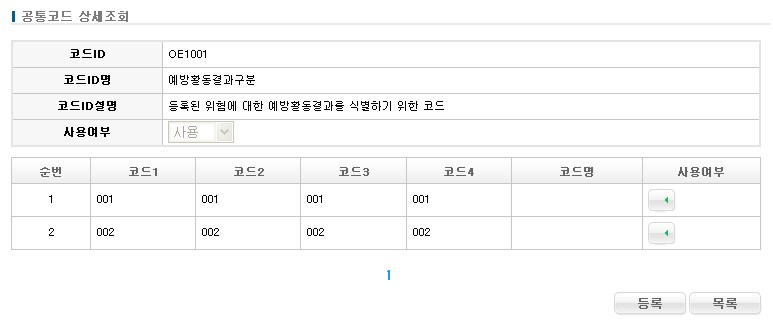 공통코드 상세조회
코드ID OE1001
코드ID명 예방활동결과구분
코드ID설명 등록된 위험에 대한 예방활동결과를 식별하기 위한 코드
사용여부 사용
순번 코드1 코드2 코드3 코드4 코드명 사용여부
1 001 001 001 001
2 002 002 002 002
1
등록 목록